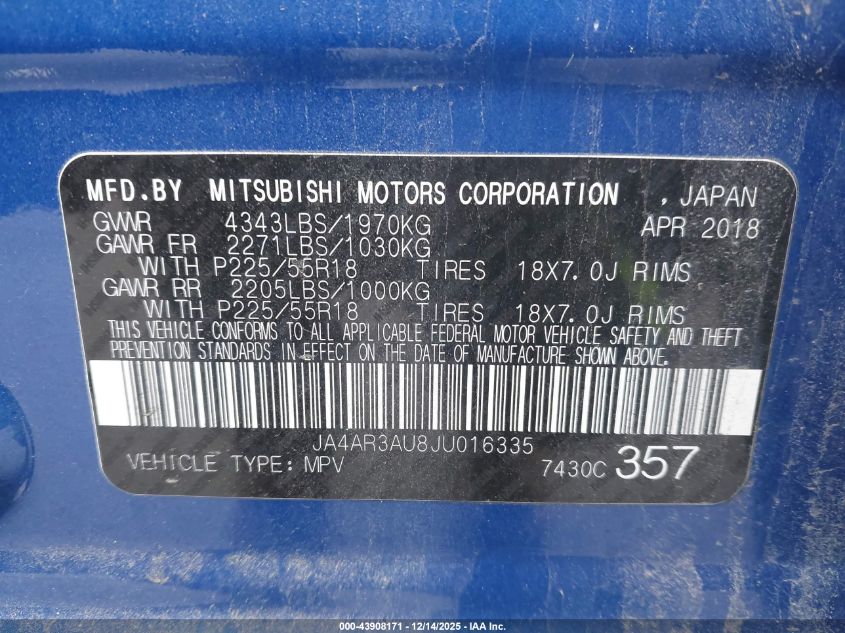 MFD.BY MITSUBISHI MOTORS CORPORATION , JAPAN
GVWR 4343LBS/1970KG APR 2018
GAWR FR 2271LBS/1030KG
WITH P225/55R18 TIRES 18X7.0J RIMS
GAWR RR 2205LBS/1000KG
WITH P225/55R18 TIRES 18X7.0J RIMS
THIS VEHICLE CONFORMS TO ALL APPLICABLE FEDERAL MOTOR VEHICLE SAFETY AND THEFT
PREVENTION STANDARDS IN EFFECT ON THE DATE OF MANUFACTURE SHOWN ABOVE.
JA4AR3AU8JU016335
VEHICLE TYPE: MPV 7430C 357
000-43908171 - 12/14/2025 - IAA Inc.